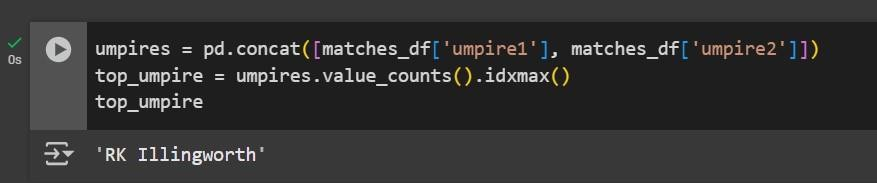 umpires = pd.concat([matches_df['umpire1'], matches_df['umpire2']])
0s
top_umpire = umpires.value_counts().idxmax()
top_umpire
'RK Illingworth'